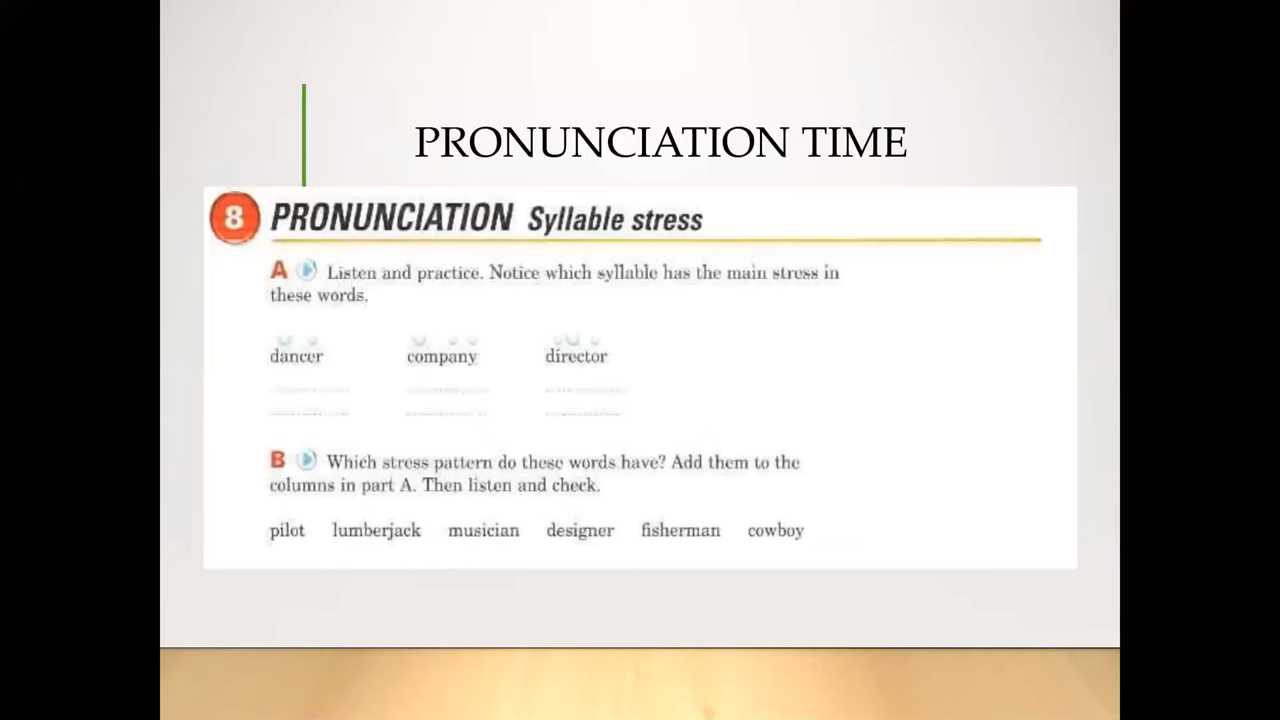 PRONUNCIATION TIME
8 PRONUNCIATION Syllable stress
A Listen and practice. Notice which syllable has the main stress in
these words.
dancer company director
B Which stress pattern do these words have? Add them to the
columns in part A. Then listen and check.
pilot lumberjack musician designer fisherman cowboy